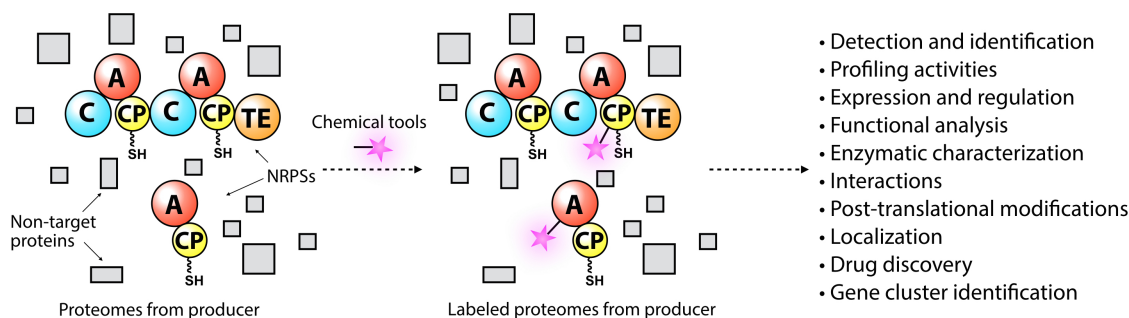 A
A
C
CP
C
CP
TE
SH
SH
NRPSs
A
CP
SH
Non-target
proteins
Proteomes from producer
Chemical tools
A
A
C
CP
C
CP
TE
SH
SH
A
CP
SH
Labeled proteomes from producer
• Detection and identification
• Profiling activities
• Expression and regulation
• Functional analysis
• Enzymatic characterization
• Interactions
• Post-translational modifications
• Localization
• Drug discovery
• Gene cluster identification